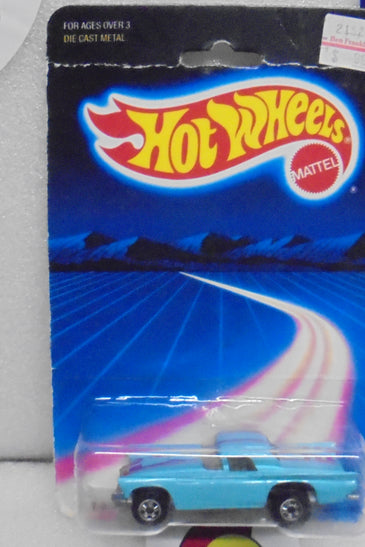 FOR AGES OVER 3
DIE CAST METAL
Hot Wheels
MATTEL
®